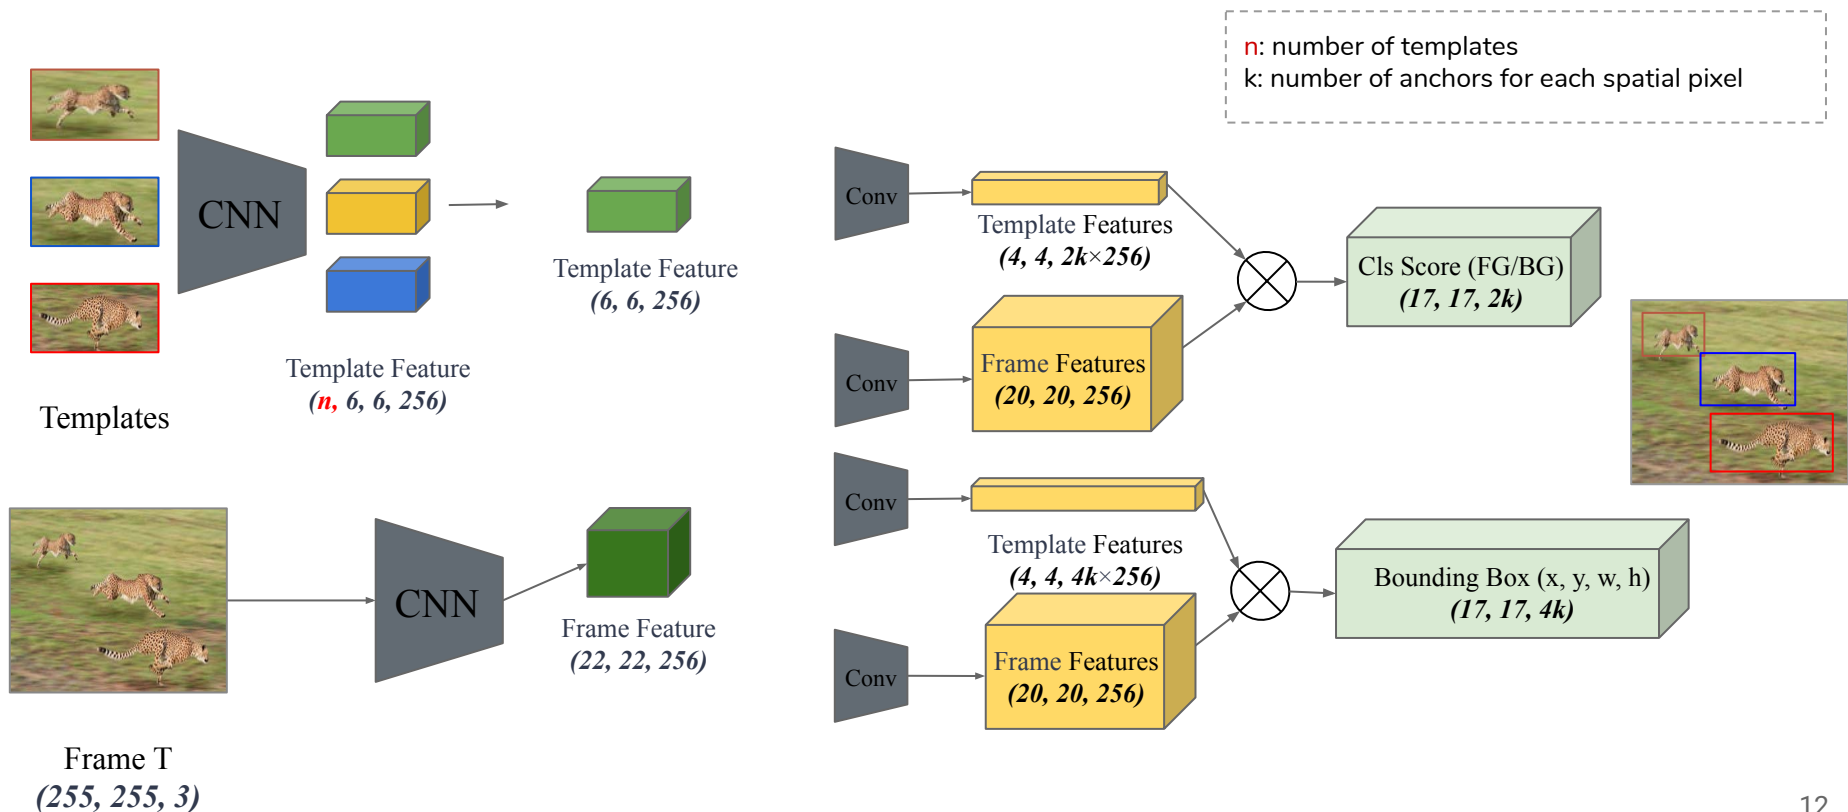 n: number of templates
k: number of anchors for each spatial pixel
CNN
Template Feature
(n, 6, 6, 256)
Templates
Template Feature
(6, 6, 256)
Frame T
(255, 255, 3)
CNN
Frame Feature
(22, 22, 256)
Conv
Template Features
(4, 4, 2k×256)
Conv
Frame Features
(20, 20, 256)
Cls Score (FG/BG)
(17, 17, 2k)
Conv
Template Features
(4, 4, 4k×256)
Conv
Frame Features
(20, 20, 256)
Bounding Box (x, y, w, h)
(17, 17, 4k)
12